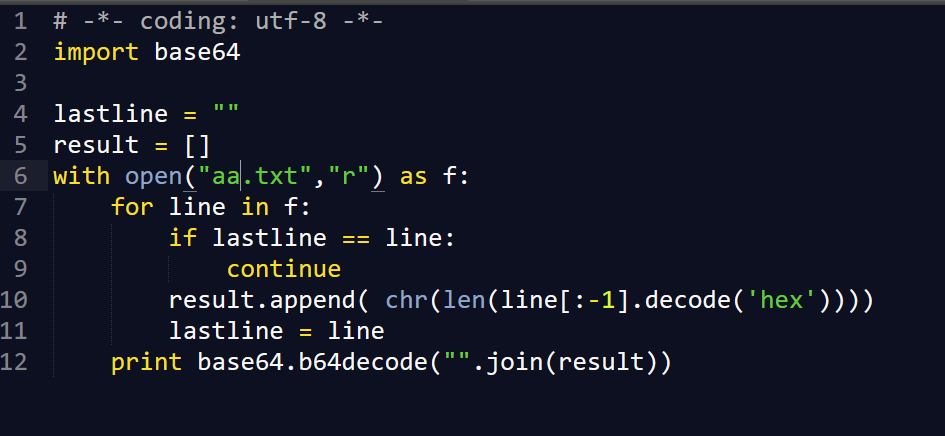 1 # -*- coding: utf-8 -*-
2 import base64
3
4 lastline = ""
5 result = []
6 with open("aa.txt","r") as f:
7     for line in f:
8         if lastline == line:
9             continue
10         result.append( chr(len(line[:-1].decode('hex'))))
11         lastline = line
12     print base64.b64decode("".join(result))